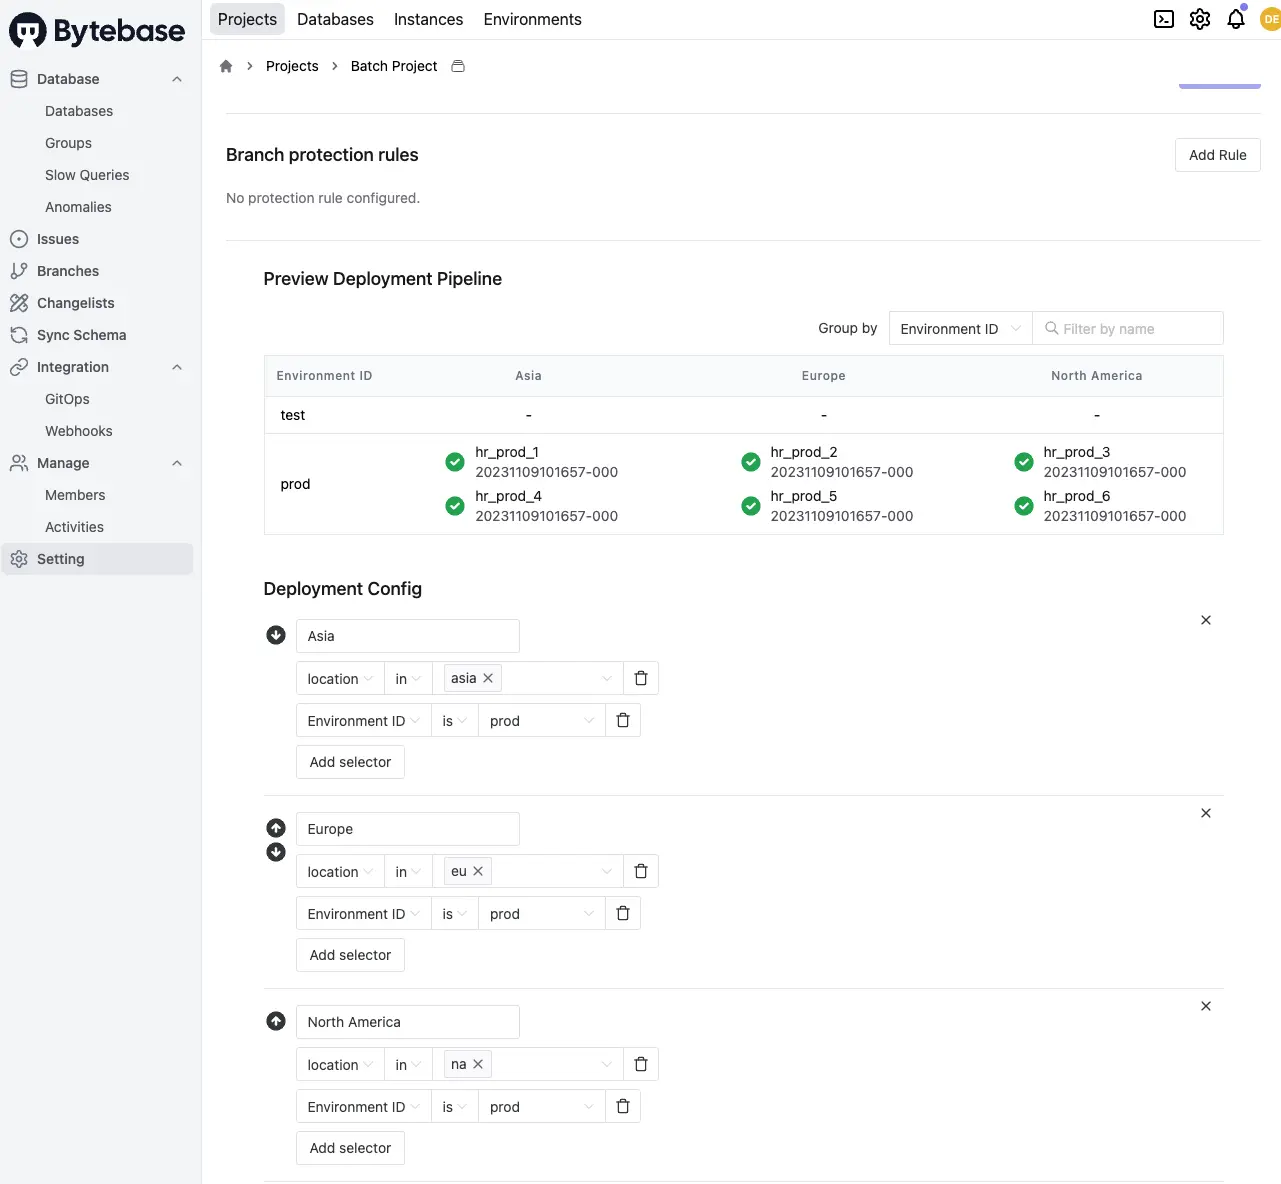 Bytebase
Projects Databases Instances Environments
DE
Projects > Batch Project
Database
Databases
Groups
Slow Queries
Anomalies
Issues
Branches
Changelists
Sync Schema
Integration
GitOps
Webhooks
Manage
Members
Activities
Setting
Branch protection rules
Add Rule
No protection rule configured.
Preview Deployment Pipeline
Group by Environment ID Filter by name
Environment ID Asia Europe North America
test - - -
prod
hr_prod_1 hr_prod_2 hr_prod_3
20231109101657-000 20231109101657-000 20231109101657-000
hr_prod_4 hr_prod_5 hr_prod_6
20231109101657-000 20231109101657-000 20231109101657-000
Deployment Config
Asia
location in asia
Environment ID is prod
Add selector
Europe
location in eu
Environment ID is prod
Add selector
North America
location in na
Environment ID is prod
Add selector